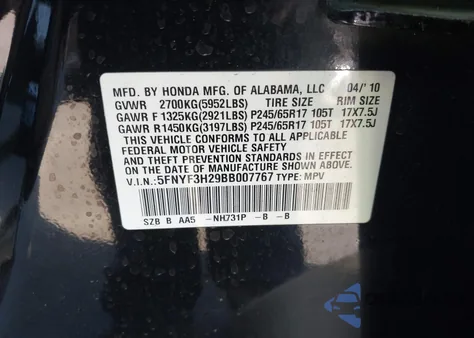 MFD. BY HONDA MFG. OF ALABAMA, LLC 04/'10
GVWR 2700KG(5952LBS) TIRE SIZE RIM SIZE
GAWR F 1325KG(2921LBS) P245/65R17 105T 17X7.5J
GAWR R 1450KG(3197LBS) P245/65R17 105T 17X7.5J
THIS VEHICLE CONFORMS TO ALL APPLICABLE
FEDERAL MOTOR VEHICLE SAFETY STANDARDS IN EFFECT
ON THE DATE OF MANUFACTURE SHOWN ABOVE.
V.I.N.: 5FNYF3H29BB007767 TYPE: MPV
SZB B AA5 -NH731P -B -B